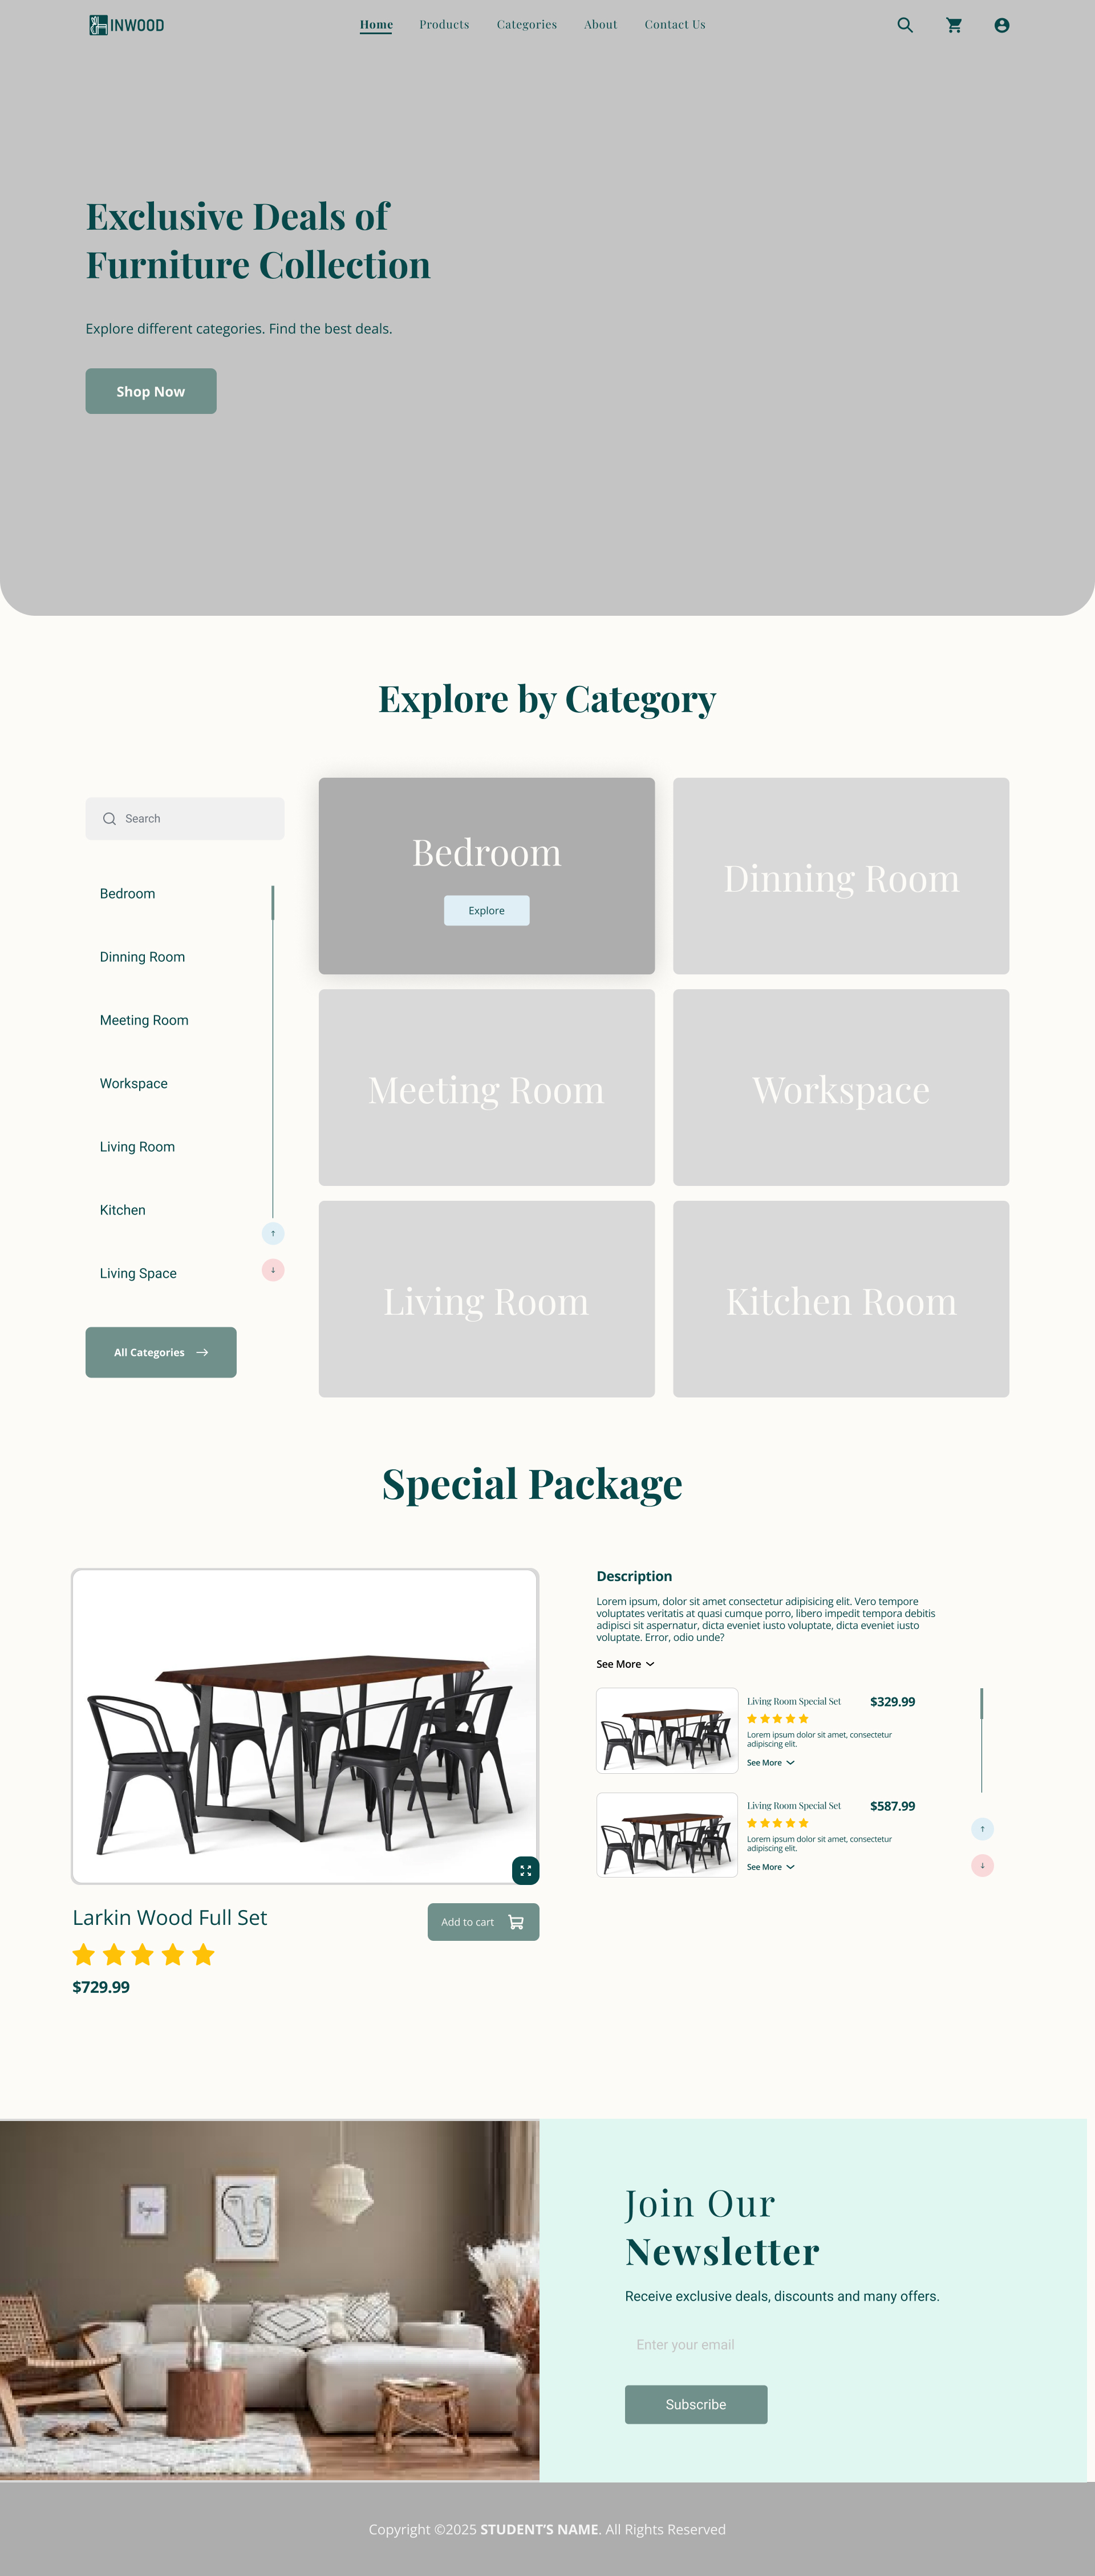 INWOOD
Home Products Categories About Contact Us
Exclusive Deals of
Furniture Collection
Explore different categories. Find the best deals.
Shop Now
Explore by Category
Search
Bedroom
Dinning Room
Meeting Room
Workspace
Living Room
Kitchen
Living Space
All Categories
Bedroom
Explore
Dinning Room
Meeting Room
Workspace
Living Room
Kitchen Room
Special Package
Larkin Wood Full Set
Add to cart
$729.99
Description
Lorem ipsum, dolor sit amet consectetur adipisicing elit. Vero tempore
voluptates veritatis at quasi cumque porro, libero impedit tempora debitis
adipisci sit aspernatur, dicta eveniet iusto voluptate, dicta eveniet iusto
voluptate. Error, odio unde?
See More
Living Room Special Set $329.99
Lorem ipsum dolor sit amet, consectetur
adipiscing elit.
See More
Living Room Special Set $587.99
Lorem ipsum dolor sit amet, consectetur
adipiscing elit.
See More
Join Our
Newsletter
Receive exclusive deals, discounts and many offers.
Enter your email
Subscribe
Copyright ©2025 STUDENT'S NAME. All Rights Reserved